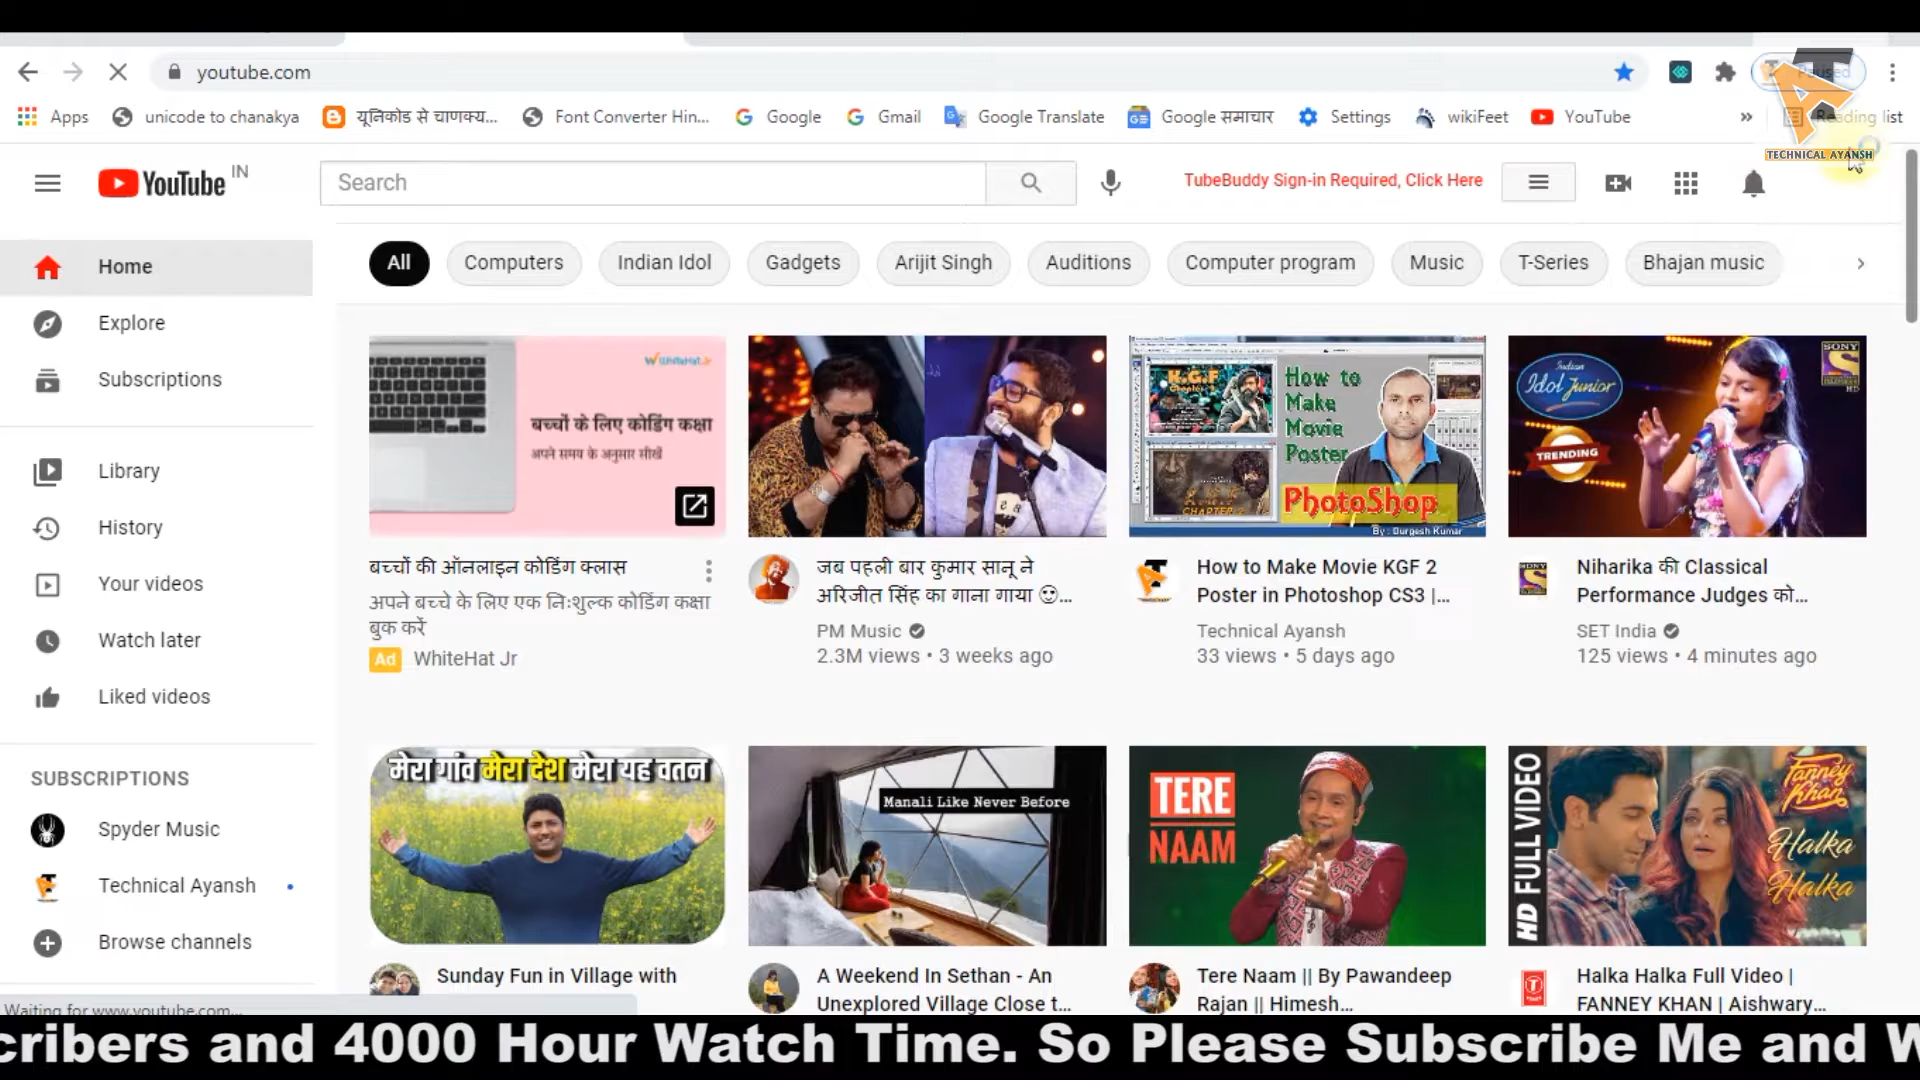 youtube.com
Paused
Apps
unicode to chanakya
यूनिकोड से चाणक्य...
Font Converter Hin...
Google
Gmail
Google Translate
Google समाचार
Settings
wikiFeet
YouTube
»
Reading list
TECHNICAL AYANSH
YouTube IN
Search
TubeBuddy Sign-in Required, Click Here
Home
Explore
Subscriptions
Library
History
Your videos
Watch later
Liked videos
SUBSCRIPTIONS
Spyder Music
Technical Ayansh
Browse channels
All
Computers
Indian Idol
Gadgets
Arijit Singh
Auditions
Computer program
Music
T-Series
Bhajan music
WhiteHat Jr
बच्चों के लिए कोडिंग कक्षा
अपने समय के अनुसार सीखें
बच्चों की ऑनलाइन कोडिंग क्लास
अपने बच्चे के लिए एक निःशुल्क कोडिंग कक्षा
बुक करें
Ad WhiteHat Jr
जब पहली बार कुमार सानू ने
अरिजीत सिंह का गाना गाया 🙂...
PM Music
2.3M views • 3 weeks ago
K.G.F
How to
Make
Movie
Poster
CHAPTER 2
PhotoShop
By : Durgesh Kumar
How to Make Movie KGF 2
Poster in Photoshop CS3 |...
Technical Ayansh
33 views • 5 days ago
Indian
Idol Junior
TRENDING
SONY
HD
Niharika की Classical
Performance Judges को...
SET India
125 views • 4 minutes ago
मेरा गांव मेरा देश मेरा यह वतन
Sunday Fun in Village with
Manali Like Never Before
A Weekend In Sethan - An
Unexplored Village Close t...
TERE
NAAM
Tere Naam || By Pawandeep
Rajan || Himesh...
HD FULL VIDEO
Fanney
Khan
Halka
Halka
Halka Halka Full Video |
FANNEY KHAN | Aishwary...
Waiting for www.youtube.com...
cribers and 4000 Hour Watch Time. So Please Subscribe Me and W